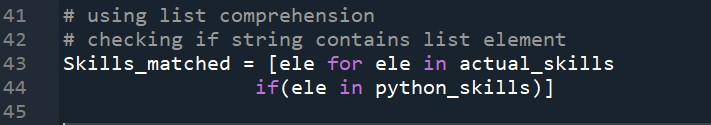 41 # using list comprehension
42 # checking if string contains list element
43 Skills_matched = [ele for ele in actual_skills
44 if(ele in python_skills)]
45